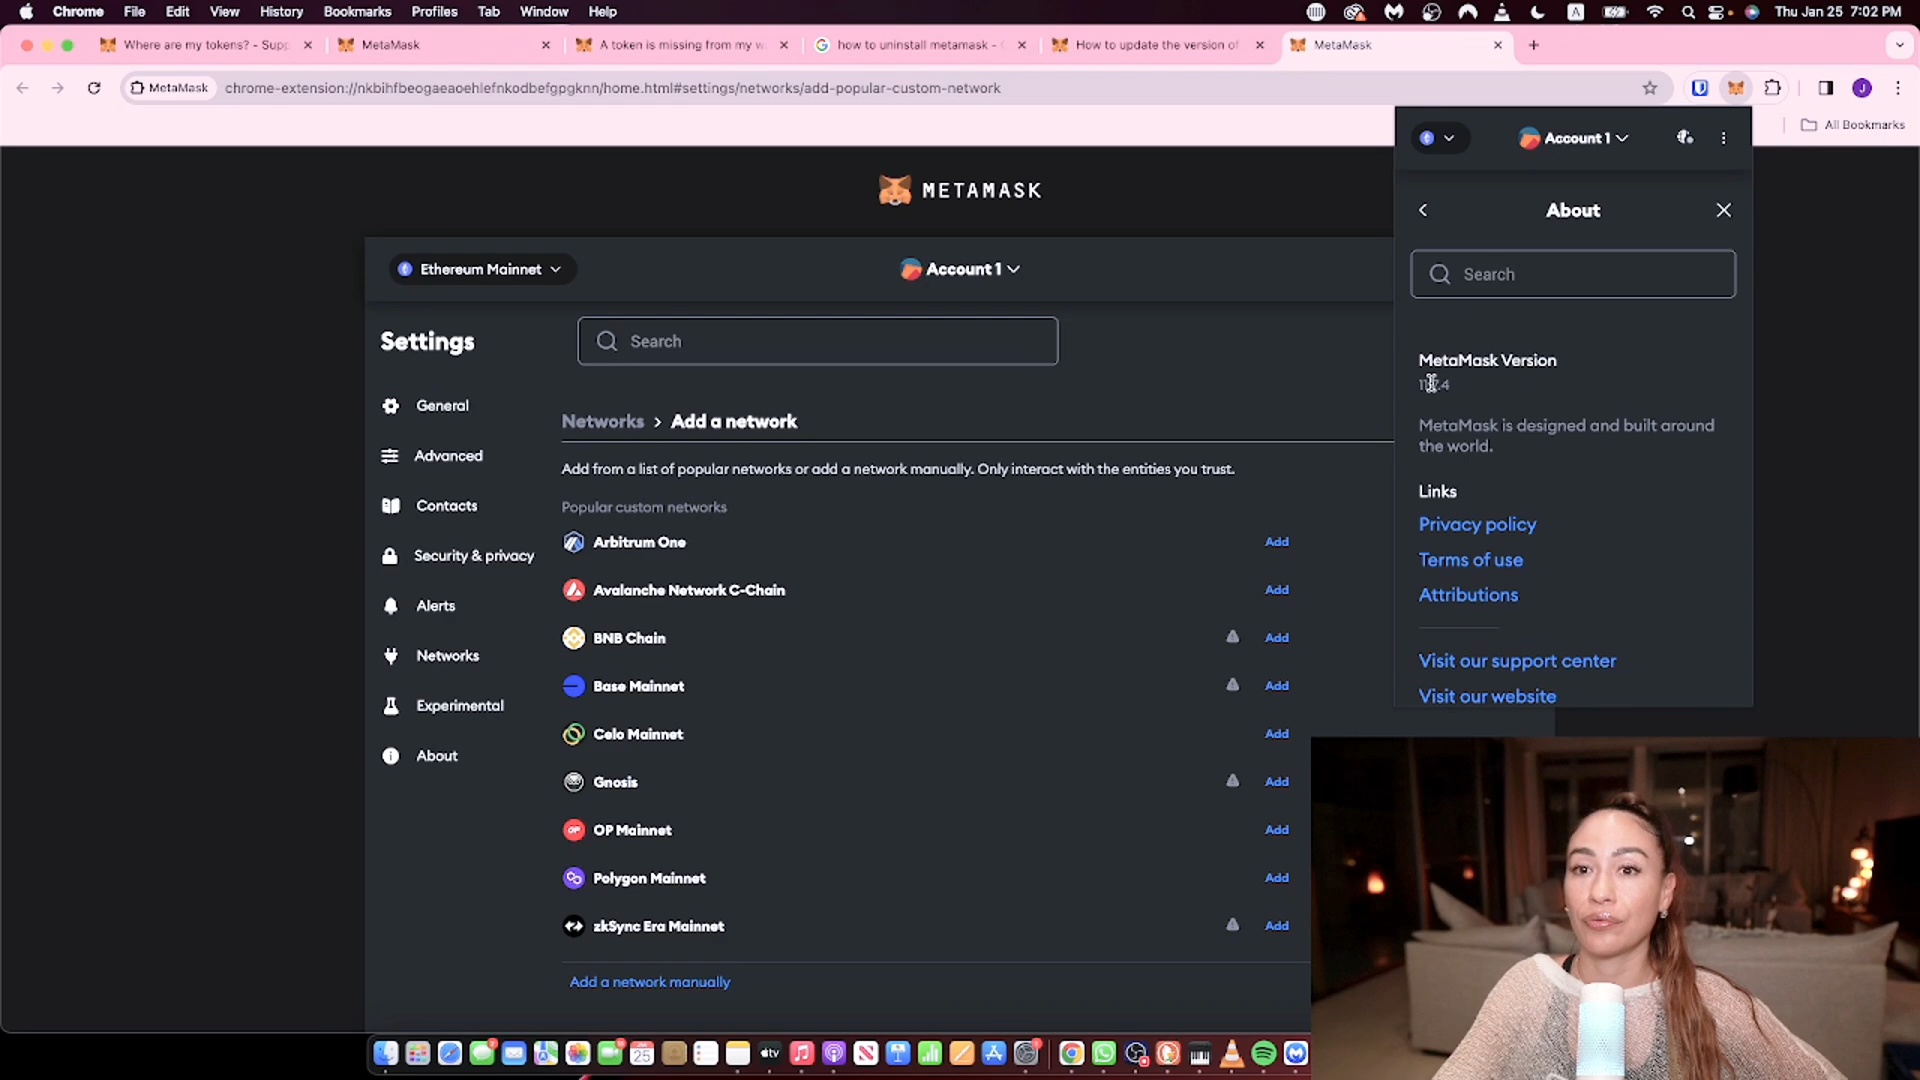 Chrome File Edit View History Bookmarks Profiles Tab Window Help
Thu Jan 25 7:02 PM
Where are my tokens? - Supp
MetaMask
A token is missing from my w
how to uninstall metamask -
How to update the version of
MetaMask
MetaMask
chrome-extension://nkbihfbeogaeaoehlefnkodbefgpgknn/home.html#settings/networks/add-popular-custom-network
J
All Bookmarks
METAMASK
Ethereum Mainnet
Account 1
Settings
Search
General
Advanced
Contacts
Security & privacy
Alerts
Networks
Experimental
About
Networks > Add a network
Add from a list of popular networks or add a network manually. Only interact with the entities you trust.
Popular custom networks
Arbitrum One Add
Avalanche Network C-Chain Add
BNB Chain Add
Base Mainnet Add
Celo Mainnet Add
Gnosis Add
OP Mainnet Add
Polygon Mainnet Add
zkSync Era Mainnet Add
Add a network manually
Account 1
About
Search
MetaMask Version
MetaMask is designed and built around
the world.
Links
Privacy policy
Terms of use
Attributions
Visit our support center
Visit our website
25
tv